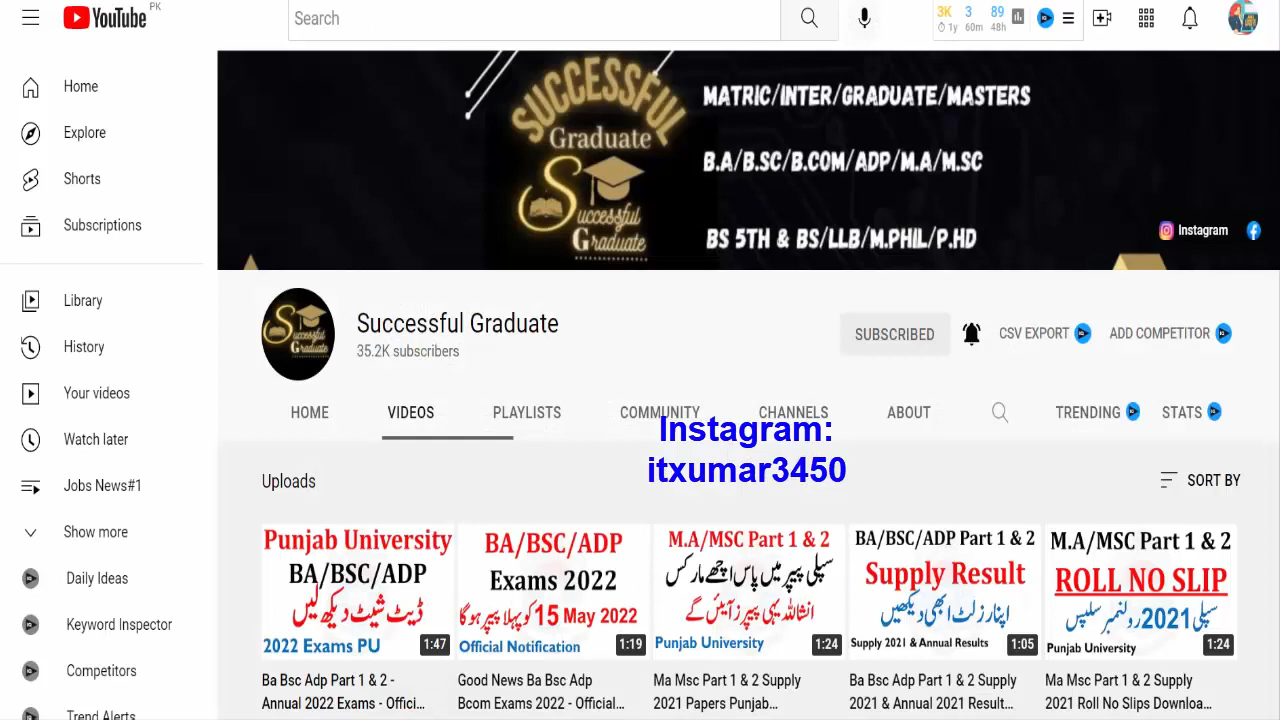 YouTube PK
Search
3K 3 89
1y 60m 48h
Home
Explore
Shorts
Subscriptions
Library
History
Your videos
Watch later
Jobs News#1
Show more
Daily Ideas
Keyword Inspector
Competitors
Trend Alerts
SUCCESSFUL
Graduate
Successful
Graduate
MATRIC/INTER/GRADUATE/MASTERS
B.A/B.SC/B.COM/ADP/M.A/M.SC
BS 5TH & BS/LLB/M.PHIL/P.HD
Instagram
Successful
Graduate
Successful Graduate
35.2K subscribers
SUBSCRIBED
CSV EXPORT
ADD COMPETITOR
HOME VIDEOS PLAYLISTS COMMUNITY CHANNELS ABOUT TRENDING STATS
Instagram:
itxumar3450
Uploads
SORT BY
Punjab University
BA/BSC/ADP
ڈیٹ شیٹ دیکھ لیں
2022 Exams PU
1:47
Ba Bsc Adp Part 1 & 2 -
Annual 2022 Exams - Offici...
BA/BSC/ADP
Exams 2022
15 May 2022 کو پہلا پیپر ہوگا
Official Notification
1:19
Good News Ba Bsc Adp
Bcom Exams 2022 - Official...
M.A/MSC Part 1 & 2
سپلی پیپر میں پاس اچھے مارکس
انشاللہ یہی پیپرز آئیں گے
Punjab University
1:24
Ma Msc Part 1 & 2 Supply
2021 Papers Punjab...
BA/BSC/ADP Part 1 & 2
Supply Result
اپنا رزلٹ ابھی دیکھیں
Supply 2021 & Annual Results
1:05
Ba Bsc Adp Part 1 & 2 Supply
2021 & Annual 2021 Result...
M.A/MSC Part 1 & 2
ROLL NO SLIP
سپلی 2021 رولنمبر سلپس
Punjab University
1:24
Ma Msc Part 1 & 2 Supply
2021 Roll No Slips Downloa...